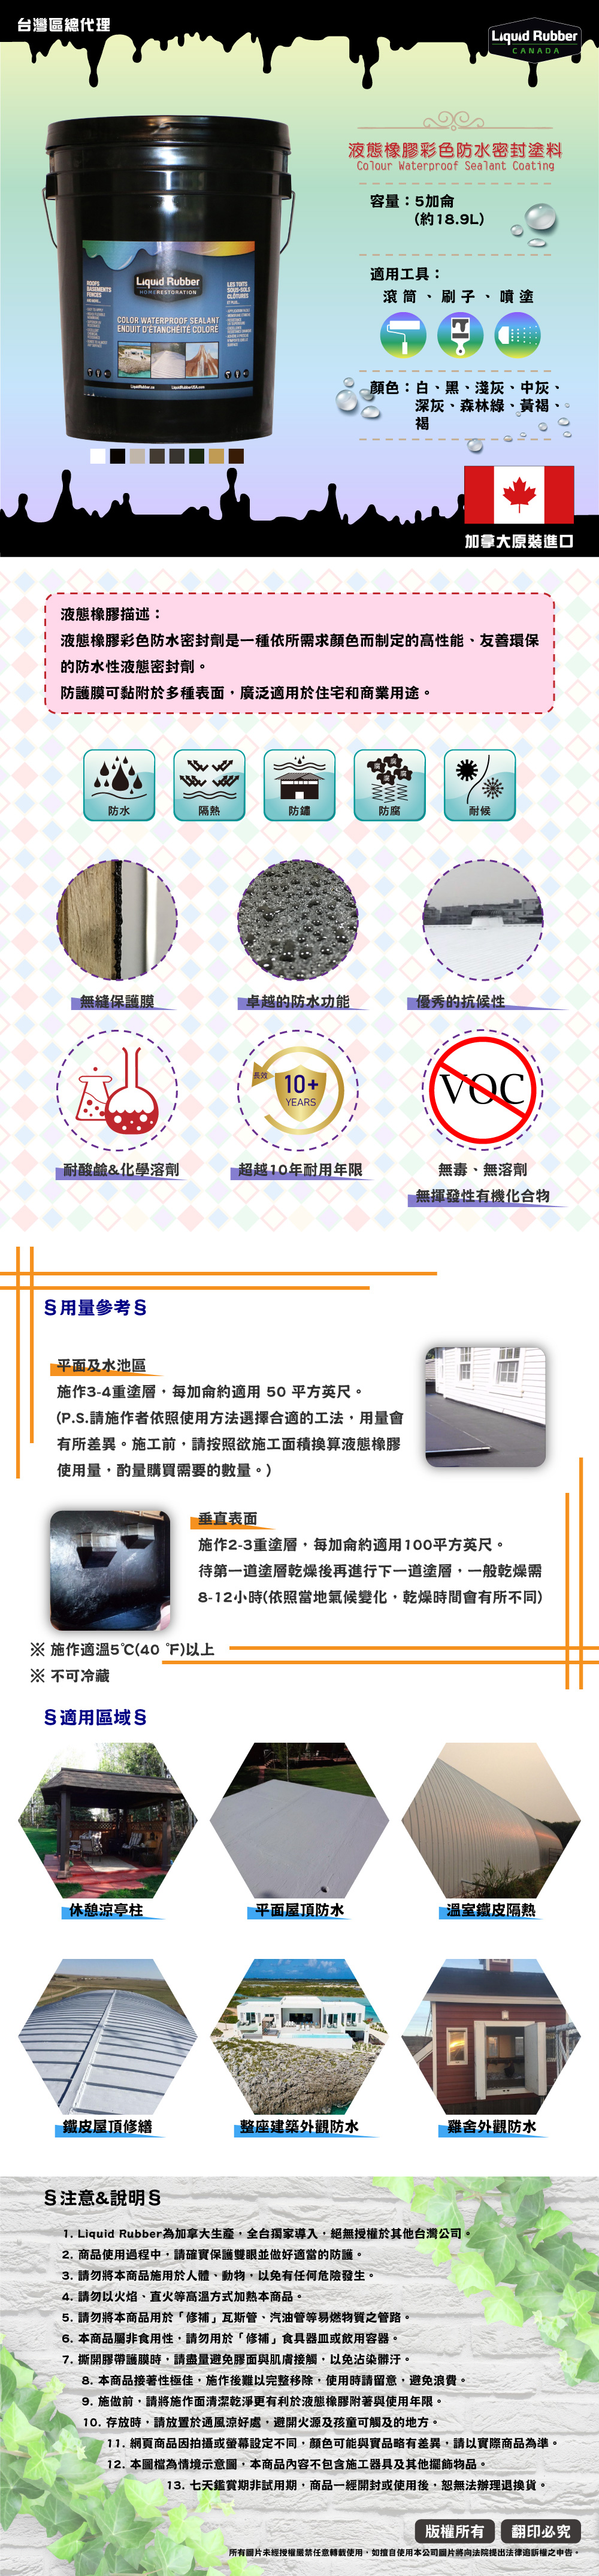 台灣區總代理
Liquid Rubber
CANADA
液態橡膠彩色防水密封塗料
Colour Waterproof Sealant Coating
容量：5加侖
(約18.9L)
適用工具：
滾筒、刷子、噴塗
顏色：白、黑、淺灰、中灰、
深灰、森林綠、黃褐、
褐
Liquid Rubber
HOMERESTORATION
ROOFS
BASEMENTS
FONCES
LES TOITS
SOUS-SOLS
CLÔTURES
COLOR WATERPROOF SEALANT
ENDUIT D'ÉTANCHÉITÉ COLORÉ
LiquidRubber.ca
LiquidRubberUSA.com
加拿大原裝進口
液態橡膠描述：
液態橡膠彩色防水密封劑是一種依所需求顏色而制定的高性能、友善環保
的防水性液態密封劑。
防護膜可黏附於多種表面，廣泛適用於住宅和商業用途。
防水
隔熱
防鏽
防腐
耐候
無縫保護膜
卓越的防水功能
優秀的抗候性
長效
10+
YEARS
VOC
耐酸鹼&化學溶劑
超越10年耐用年限
無毒、無溶劑
無揮發性有機化合物
§用量參考§
平面及水池區
施作3-4重塗層，每加侖約適用 50 平方英尺。
(P.S.請施作者依照使用方法選擇合適的工法，用量會
有所差異。施工前，請按照欲施工面積換算液態橡膠
使用量，酌量購買需要的數量。)
垂直表面
施作2-3重塗層，每加侖約適用100平方英尺。
待第一道塗層乾燥後再進行下一道塗層，一般乾燥需
8-12小時(依照當地氣候變化，乾燥時間會有所不同)
※ 施作適溫5℃(40 ℉)以上
※ 不可冷藏
§適用區域§
休憩涼亭柱
平面屋頂防水
溫室鐵皮隔熱
鐵皮屋頂修繕
整座建築外觀防水
雞舍外觀防水
§注意&說明§
1. Liquid Rubber為加拿大生產，全台獨家導入，絕無授權於其他台灣公司。
2. 商品使用過程中，請確實保護雙眼並做好適當的防護。
3. 請勿將本商品施用於人體、動物，以免有任何危險發生。
4. 請勿以火焰、直火等高溫方式加熱本商品。
5. 請勿將本商品用於「修補」瓦斯管、汽油管等易燃物質之管路。
6. 本商品屬非食用性，請勿用於「修補」食具器皿或飲用容器。
7. 撕開膠帶護膜時，請盡量避免膠面與肌膚接觸，以免沾染髒汙。
8. 本商品接著性極佳，施作後難以完整移除，使用時請留意，避免浪費。
9. 施做前，請將施作面清潔乾淨更有利於液態橡膠附著與使用年限。
10. 存放時，請放置於通風涼好處，避開火源及孩童可觸及的地方。
11. 網頁商品因拍攝或螢幕設定不同，顏色可能與實品略有差異，請以實際商品為準。
12. 本圖檔為情境示意圖，本商品內容不包含施工器具及其他擺飾物品。
13. 七天鑑賞期非試用期，商品一經開封或使用後，恕無法辦理退換貨。
版權所有 翻印必究
所有圖片未經授權嚴禁任意轉載使用，如擅自使用本公司圖片將向法院提出法律追訴權之申告。